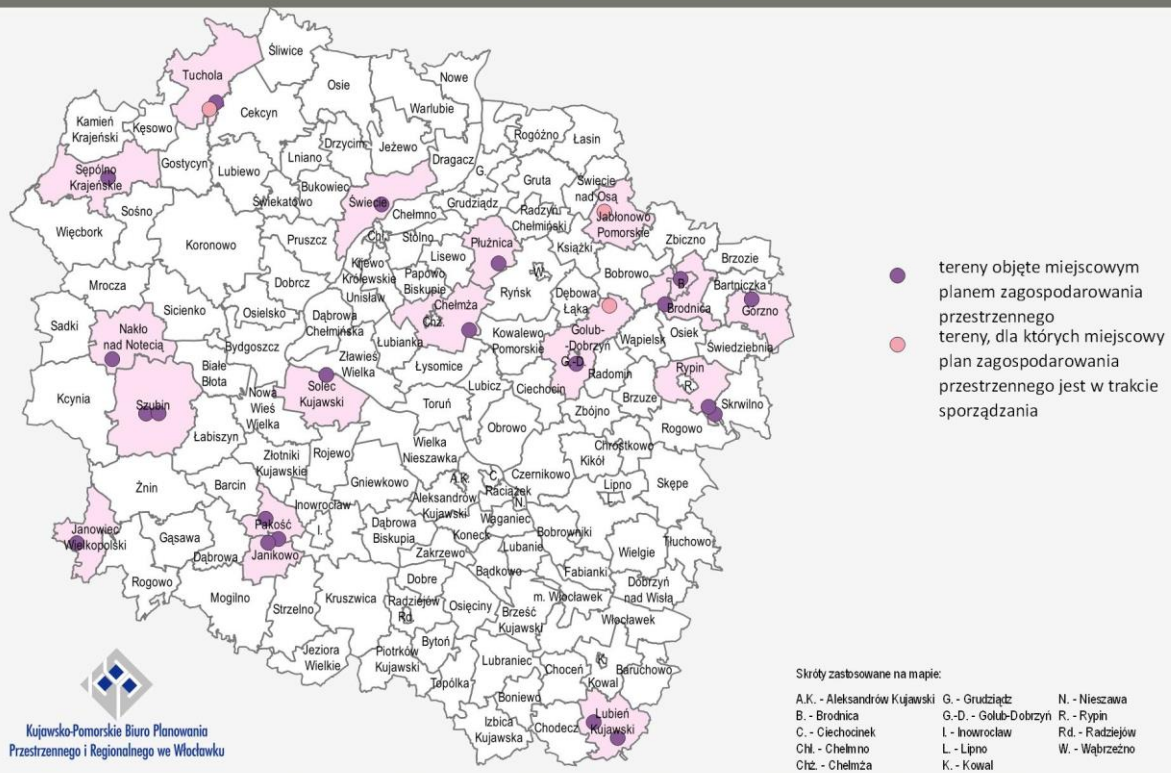 Śliwice
Tuchola
Nowe
Osie
Cekcyn
Warlubie
Kamień
Krajeński
Kęsowo
Rogóźno
Łasin
Drzycim
Jeżewo
Gostycyn
Lniano
Dragacz
Lubiewo
G.
Sępólno
Krajeńskie
Bukowiec
Gruta
Świecie
nad Osą
Świekatowo
Świecie
Grudziądz
Sośno
Chełmno
Radzyń
Chełmiński
Jabłonowo
Pomorskie
Więcbork
Koronowo
Pruszcz
Chł.
Stolno
Płużnica
Książki
Zbiczno
Lisewo
Kijewo
Królewskie
Papowo
Biskupie
W.
Bobrowo
Brzozie
Mrocza
Dobrcz
Unisław
Ryńsk
Dębowa
Łąka
B.
Bartniczka
Sicienko
Osielsko
Dąbrowa
Chełmińska
Chełmża
Chż.
Brodnica
Górzno
Sadki
Nakło
nad Notecią
Łubianka
Kowalewo
Pomorskie
Golub-
-Dobrzyń
G.-D.
Wąpielsk
Osiek
Świedziebnia
Bydgoszcz
Zławieś
Wielka
Łysomice
Białe
Błota
Radomin
Rypin
R.
Solec
Kujawski
Lubicz
Ciechocin
Kcynia
Szubin
Nowa
Wieś
Wielka
Toruń
Zbójno
Brzuze
Skrwilno
Rogowo
Łabiszyn
Obrowo
Wielka
Nieszawka
Chrostkowo
Złotniki
Kujawskie
Rojewo
Kikół
Żnin
Barcin
Gniewkowo
A.K.
C.
Czernikowo
Raciążek
Lipno
L.
Skępe
Inowrocław
Aleksandrów
Kujawski
N.
Janowiec
Wielkopolski
Pakość
I.
Dąbrowa
Biskupia
Waganiec
Gąsawa
Koneck
Bobrowniki
Tłuchowo
Dąbrowa
Janikowo
Zakrzewo
Lubanie
Wielgie
Rogowo
Bądkowo
Fabianki
Dobre
Dobrzyń
nad Wisłą
Mogilno
Kruszwica
Radziejów
Rd.
Osięciny
m. Włocławek
Strzelno
Brześć
Kujawski
Włocławek
Bytoń
Jeziora
Wielkie
Piotrków
Kujawski
Lubraniec
Choceń
K.
Baruchowo
Kowal
Topólka
Boniewo
Lubień
Kujawski
Izbica
Kujawska
Chodecz
tereny objęte miejscowym
planem zagospodarowania
przestrzennego
tereny, dla których miejscowy
plan zagospodarowania
przestrzennego jest w trakcie
sporządzania
Kujawsko-Pomorskie Biuro Planowania
Przestrzennego i Regionalnego we Włocławku
Skróty zastosowane na mapie:
A.K. - Aleksandrów Kujawski G. - Grudziądz N. - Nieszawa
B. - Brodnica G.-D. - Golub-Dobrzyń R. - Rypin
C. - Ciechocinek I. - Inowrocław Rd. - Radziejów
Chł. - Chełmno L. - Lipno W. - Wąbrzeźno
Chż. - Chełmża K. - Kowal